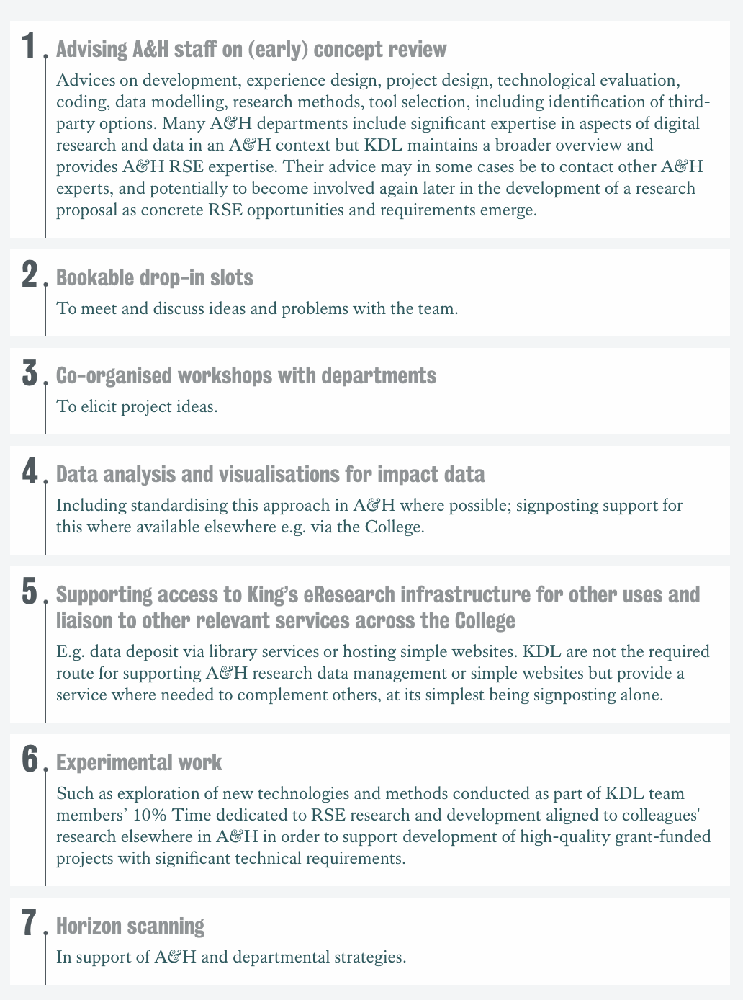 1.
Advising A&H staff on (early) concept review
Advices on development, experience design, project design, technological evaluation,
coding, data modelling, research methods, tool selection, including identification of third-
party options. Many A&H departments include significant expertise in aspects of digital
research and data in an A&H context but KDL maintains a broader overview and
provides A&H RSE expertise. Their advice may in some cases be to contact other A&H
experts, and potentially to become involved again later in the development of a research
proposal as concrete RSE opportunities and requirements emerge.
2.
Bookable drop-in slots
To meet and discuss ideas and problems with the team.
3.
Co-organised workshops with departments
To elicit project ideas.
4.
Data analysis and visualisations for impact data
Including standardising this approach in A&H where possible; signposting support for
this where available elsewhere e.g. via the College.
5.
Supporting access to King’s eResearch infrastructure for other uses and
liaison to other relevant services across the College
E.g. data deposit via library services or hosting simple websites. KDL are not the required
route for supporting A&H research data management or simple websites but provide a
service where needed to complement others, at its simplest being signposting alone.
6.
Experimental work
Such as exploration of new technologies and methods conducted as part of KDL team
members’ 10% Time dedicated to RSE research and development aligned to colleagues'
research elsewhere in A&H in order to support development of high-quality grant-funded
projects with significant technical requirements.
7.
Horizon scanning
In support of A&H and departmental strategies.